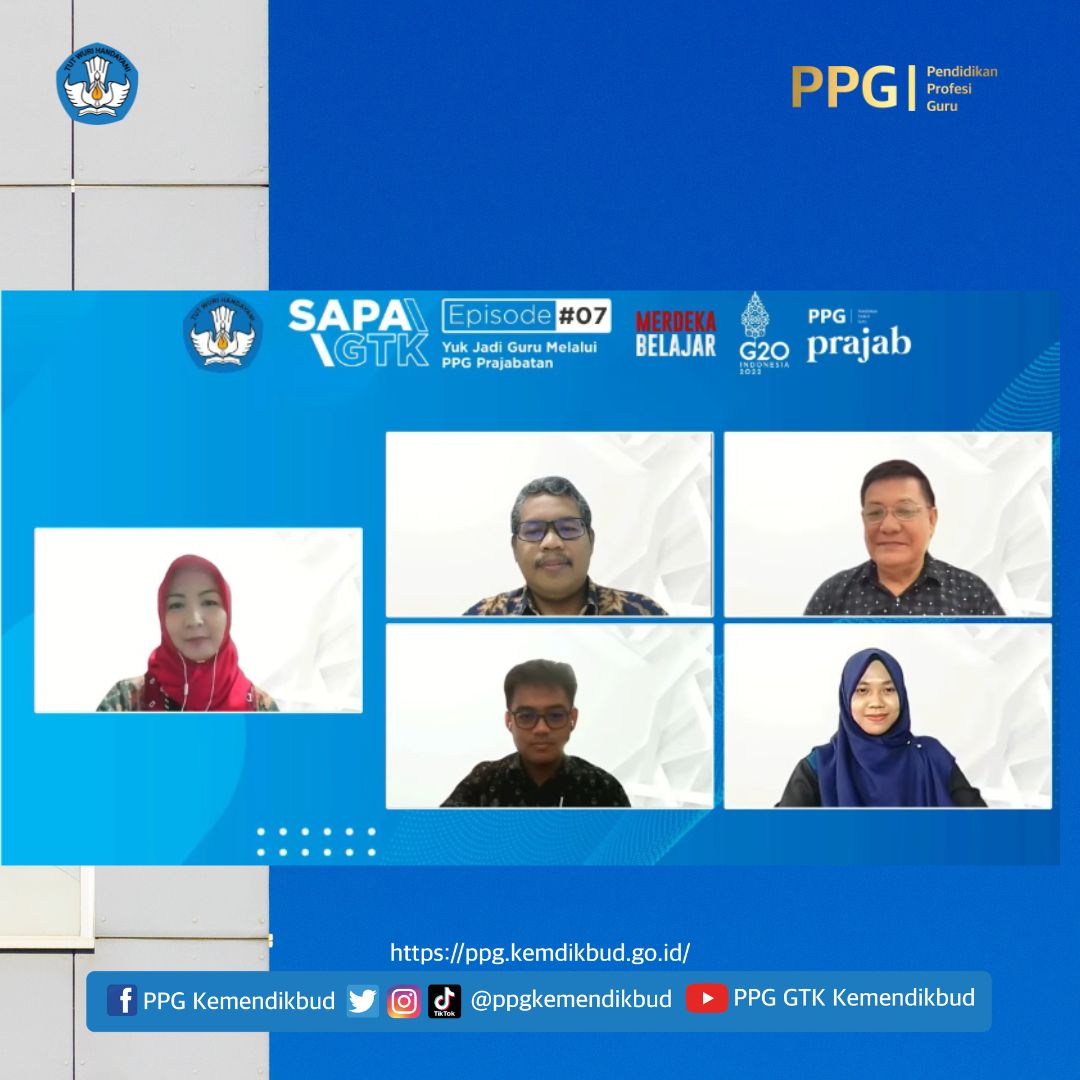 TUT WURI HANDAYANI
PPG
Pendidikan
Profesi
Guru
TUT WURI HANDAYANI
SAPA
GTK
Episode #07
Yuk Jadi Guru Melalui
PPG Prajabatan
MERDEKA
BELAJAR
G20
INDONESIA
2022
PPG
prajab
https://ppg.kemdikbud.go.id/
PPG Kemendikbud
TikTok
@ppgkemendikbud
PPG GTK Kemendikbud